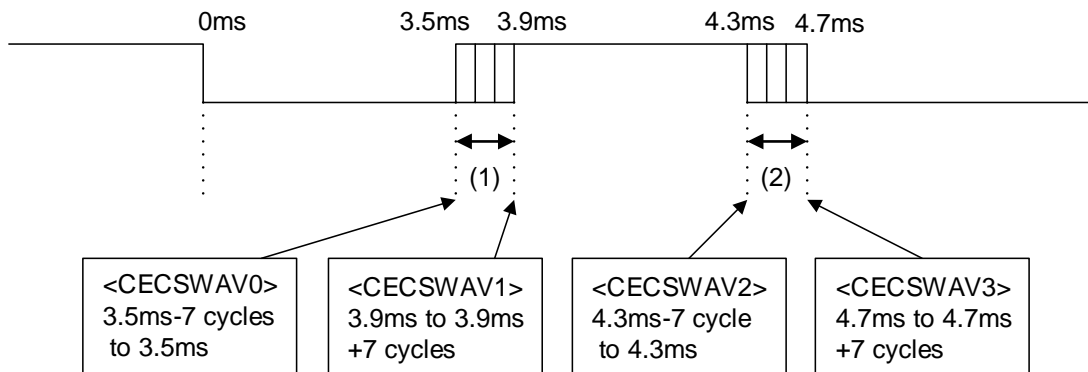 0ms
3.5ms
3.9ms
4.3ms
4.7ms
(1)
(2)
<CECSWAV0>
3.5ms-7 cycles
to 3.5ms
<CECSWAV1>
3.9ms to 3.9ms
+7 cycles
<CECSWAV2>
4.3ms-7 cycle
to 4.3ms
<CECSWAV3>
4.7ms to 4.7ms
+7 cycles